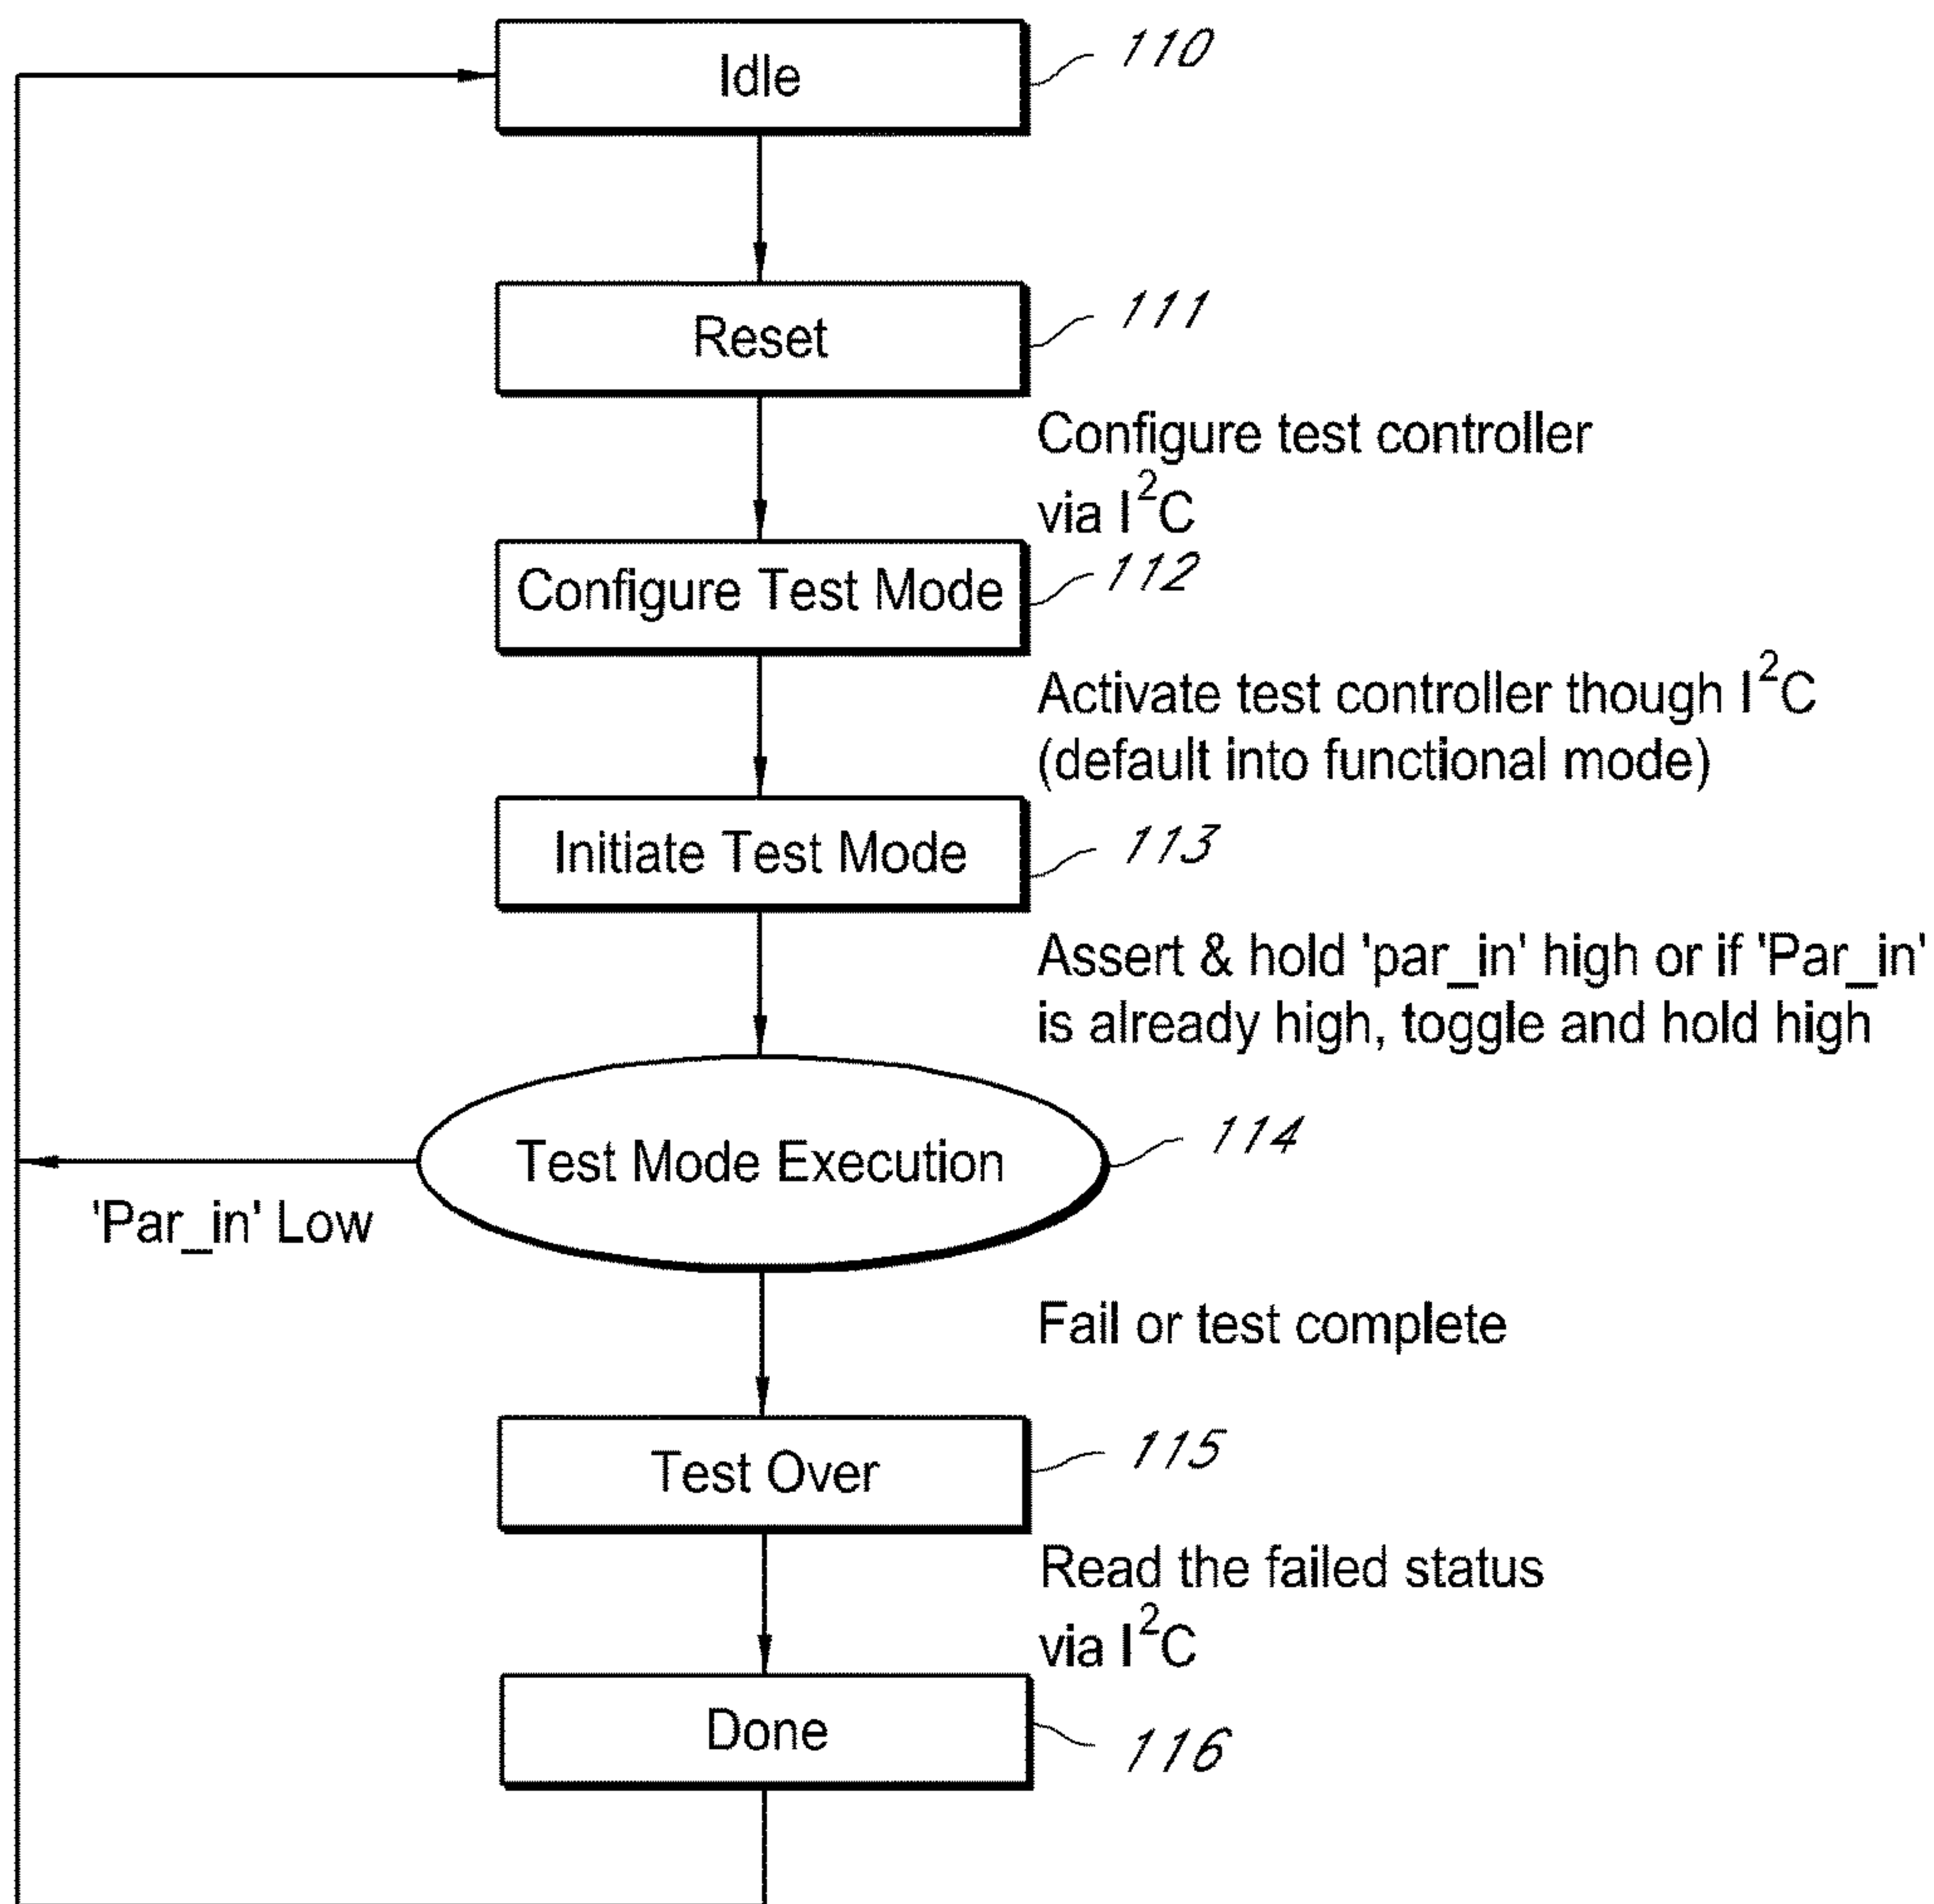 Idle
110
Reset
111
Configure test controller
via I²C
Configure Test Mode
112
Activate test controller though I²C
(default into functional mode)
Initiate Test Mode
113
Assert & hold 'par_in' high or if 'Par_in'
is already high, toggle and hold high
Test Mode Execution
114
'Par_in' Low
Fail or test complete
Test Over
115
Read the failed status
via I²C
Done
116